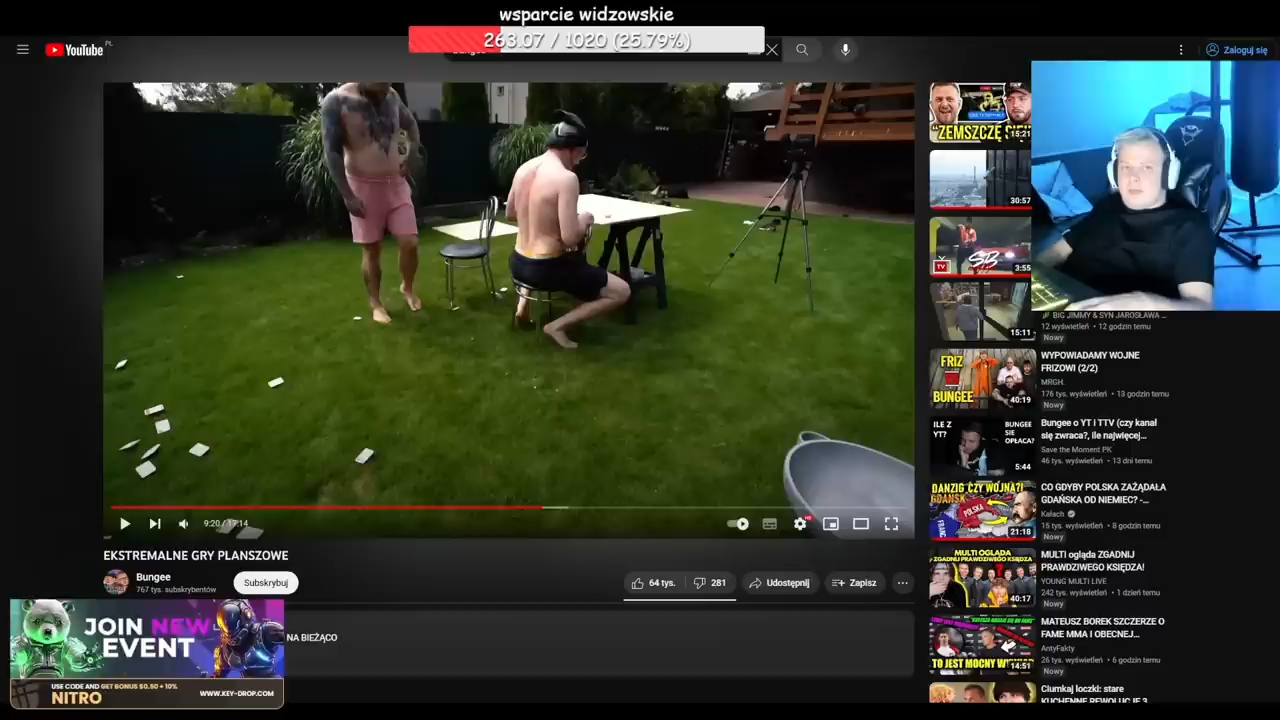 wsparcie widzowskie
263.07 / 1020 (25.79%)
YouTube PL
Zaloguj się
"ZEMSZCZĘ SIĘ"
15:21
30:57
TV
SB
3:55
15:11
BIG JIMMY & SYN JAROSŁAWA ...
12 wyświetleń • 12 godzin temu
Nowy
FRIZ
BUNGEE
40:19
WYPOWIADAMY WOJNE
FRIZOWI (2/2)
MRGH.
176 tys. wyświetleń • 13 godzin temu
Nowy
ILE Z
YT?
BUNGEE
SIE
OPŁACA?
5:44
Bungee o YT i TTV (czy kanał
się zwraca?, ile najwięcej...
Save the Moment PK
46 tys. wyświetleń • 13 dni temu
DANZIG CZY WOJNA?!
GDAŃSK
POLSKA
FRANC
21:18
CO GDYBY POLSKA ZAŻĄDAŁA
GDAŃSKA OD NIEMIEC? -...
Kałach
15 tys. wyświetleń • 8 godzin temu
Nowy
MULTI OGLĄDA
ZGADNIJ PRAWDZIWEGO KSIĘDZA
40:17
MULTI ogląda ZGADNIJ
PRAWDZIWEGO KSIĘDZA!
YOUNG MULTI LIVE
242 tys. wyświetleń • 1 dzień temu
Nowy
TO JEST MOCNY
14:51
MATEUSZ BOREK SZCZERZE O
FAME MMA I OBECNEJ...
AntyFakty
26 tys. wyświetleń • 6 godzin temu
Nowy
Ciumkaj loczki: stare
9:20 / 17:14
HD
EKSTREMALNE GRY PLANSZOWE
Bungee
767 tys. subskrybentów
Subskrybuj
64 tys.
281
Udostępnij
Zapisz
NA BIEŻĄCO
JOIN NEW
EVENT
USE CODE AND GET BONUS $0.50 + 10%
NITRO
WWW.KEY-DROP.COM